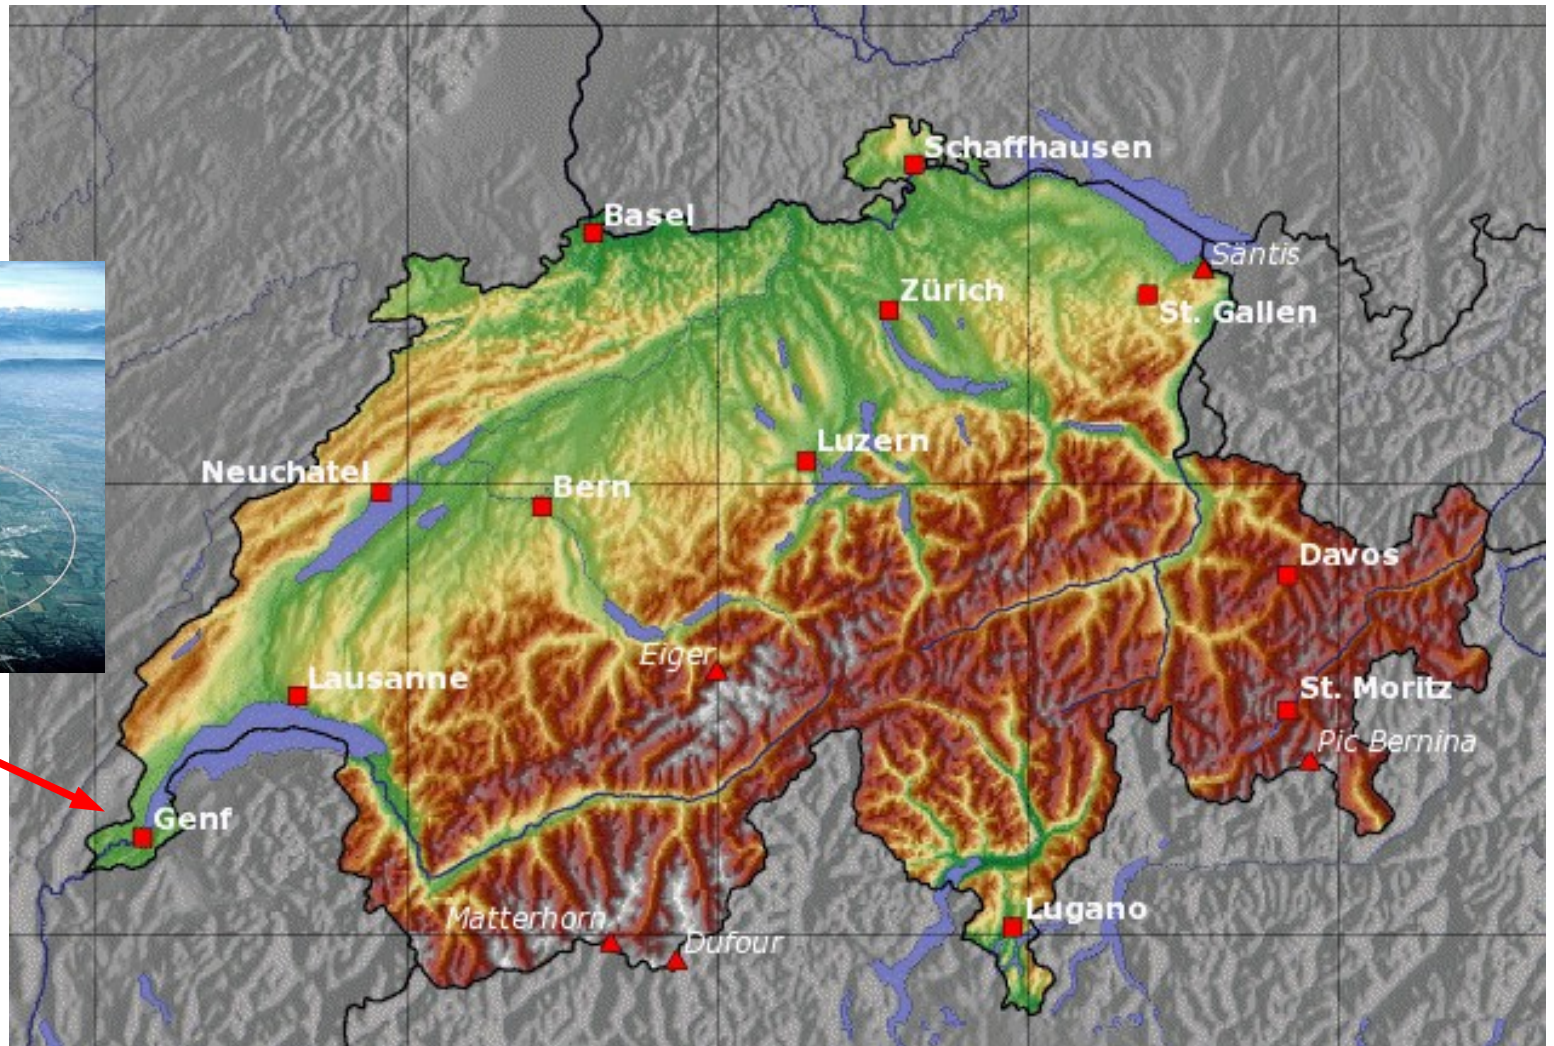 Schaffhausen
Basel
Säntis
Zürich
St. Gallen
Luzern
Neuchatel
Bern
Davos
Eiger
Lausanne
St. Moritz
Pic Bernina
Genf
Lugano
Matterhorn
Dufour